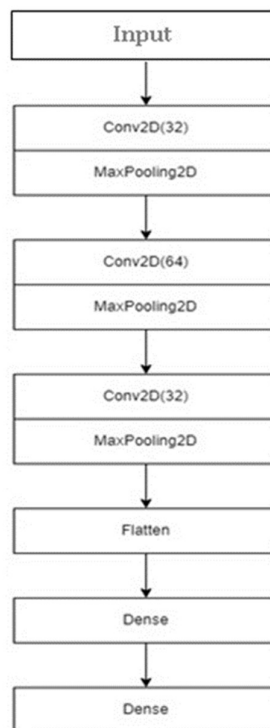 Input
Conv2D(32)
MaxPooling2D
Conv2D(64)
MaxPooling2D
Conv2D(32)
MaxPooling2D
Flatten
Dense
Dense